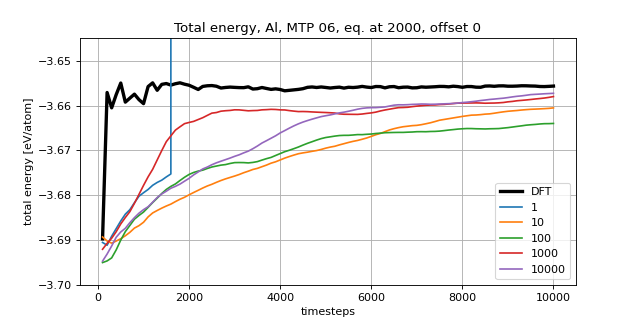 Total energy, Al, MTP 06, eq. at 2000, offset 0
total energy [eV/atom]
−3.65
−3.66
−3.67
−3.68
−3.69
−3.70
DFT
1
10
100
1000
10000
0 2000 4000 6000 8000 10000
timesteps